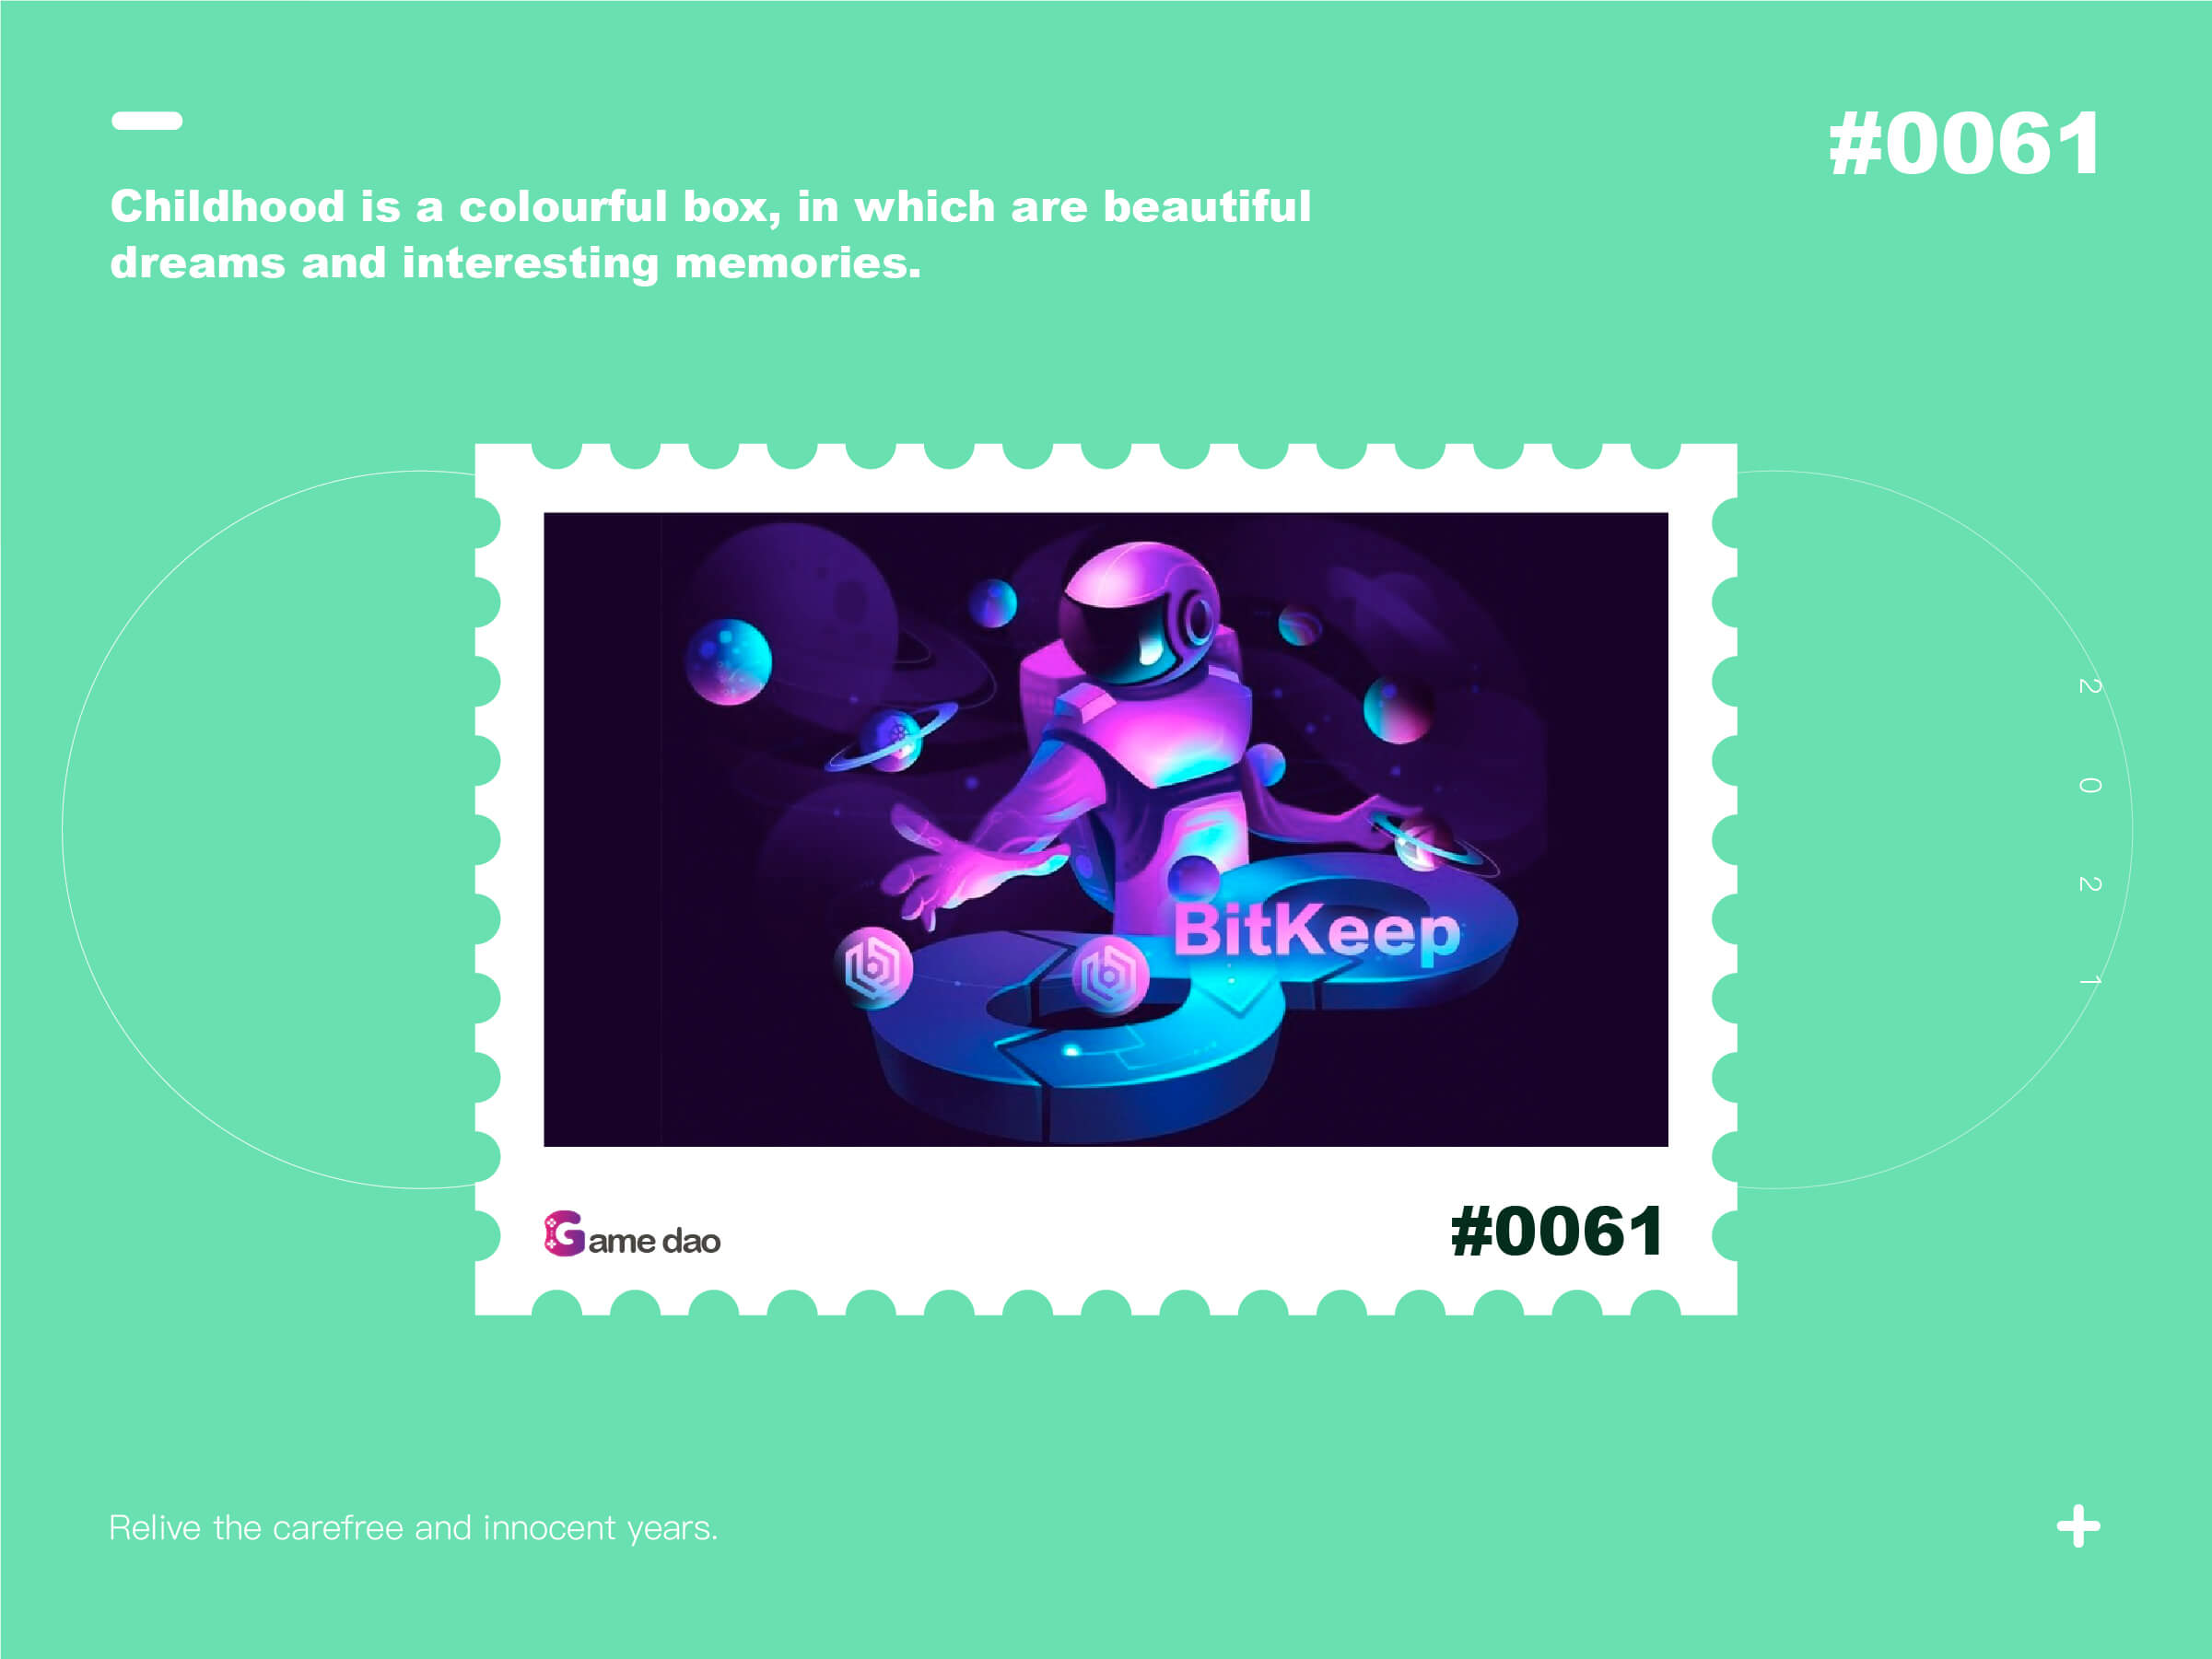 #0061
Childhood is a colourful box, in which are beautiful
dreams and interesting memories.
2 0 2 1
BitKeep
Game dao
#0061
Relive the carefree and innocent years.